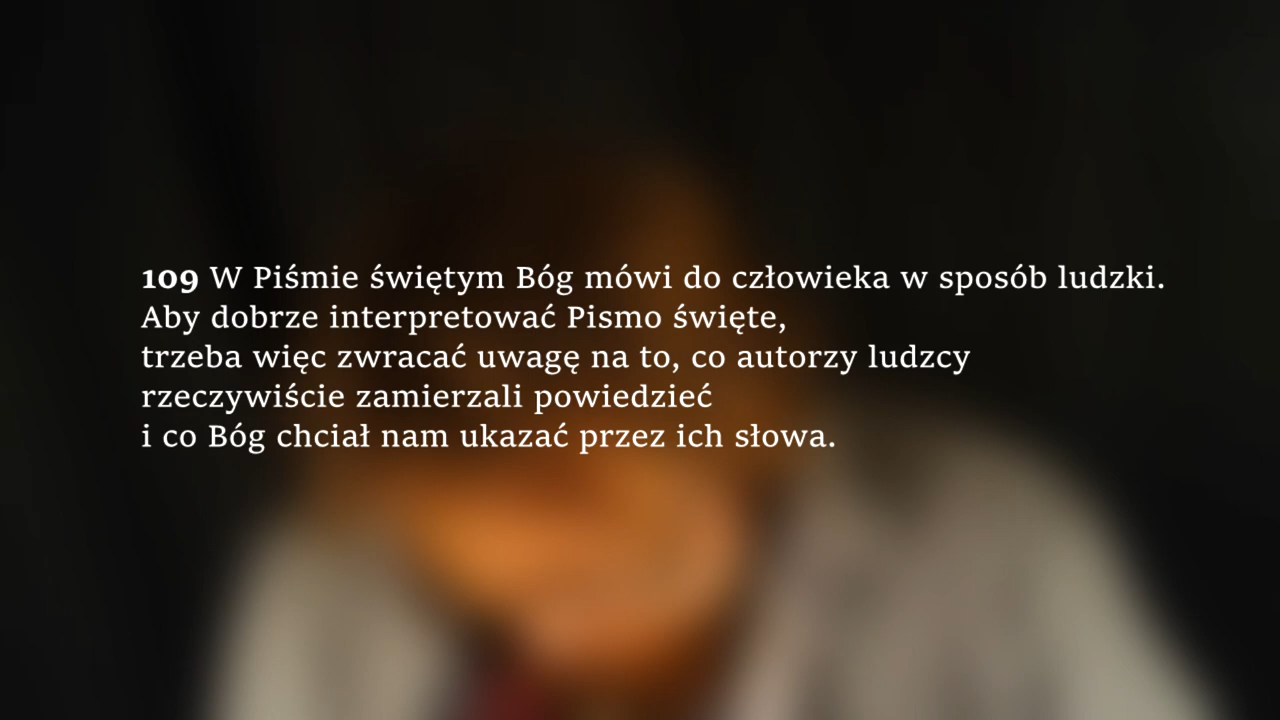 109 W Piśmie świętym Bóg mówi do człowieka w sposób ludzki.
Aby dobrze interpretować Pismo święte,
trzeba więc zwracać uwagę na to, co autorzy ludzcy
rzeczywiście zamierzali powiedzieć
i co Bóg chciał nam ukazać przez ich słowa.